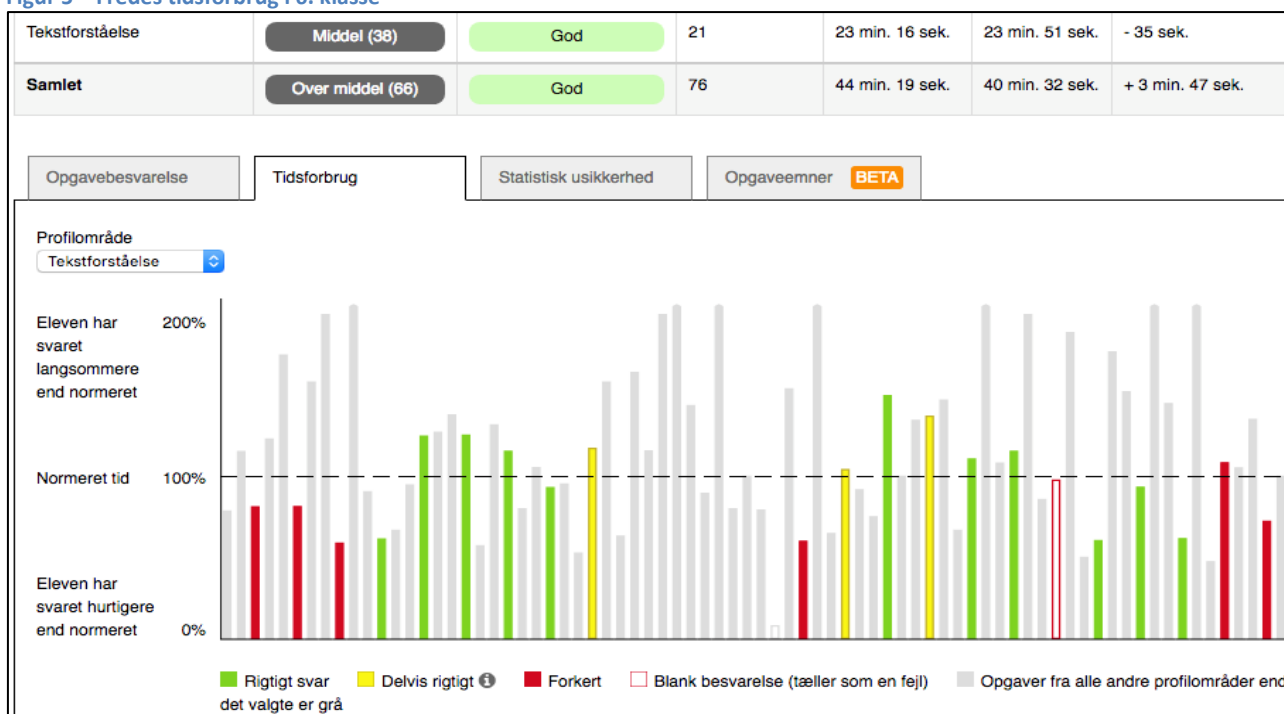 Tekstforståelse Middel (38) God 21 23 min. 16 sek. 23 min. 51 sek. - 35 sek.
Samlet Over middel (66) God 76 44 min. 19 sek. 40 min. 32 sek. + 3 min. 47 sek.
Opgavebesvarelse Tidsforbrug Statistisk usikkerhed Opgaveemner BETA
Profilområde
Tekstforståelse
Eleven har 200%
svaret
langsommere
end normeret
Normeret tid 100%
Eleven har
svaret hurtigere
end normeret 0%
Rigtigt svar Delvis rigtigt Forkert Blank besvarelse (tæller som en fejl) Opgaver fra alle andre profilområder end
det valgte er grå